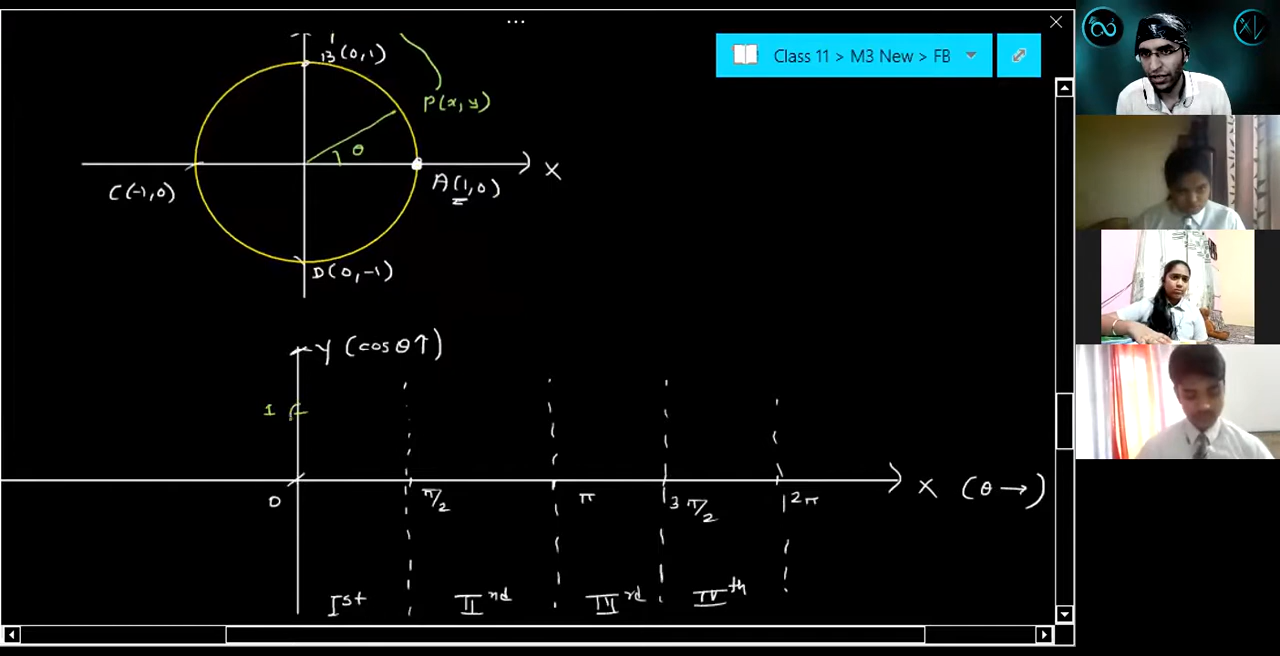 Class 11 > M3 New > FB
B(0,1)
P(x,y)
θ
X
A(1,0)
C(-1,0)
D(0,-1)
Y (cosθ↑)
1
0
π/2
π
3π/2
2π
X (θ→)
Ist
IInd
IIIrd
IVth